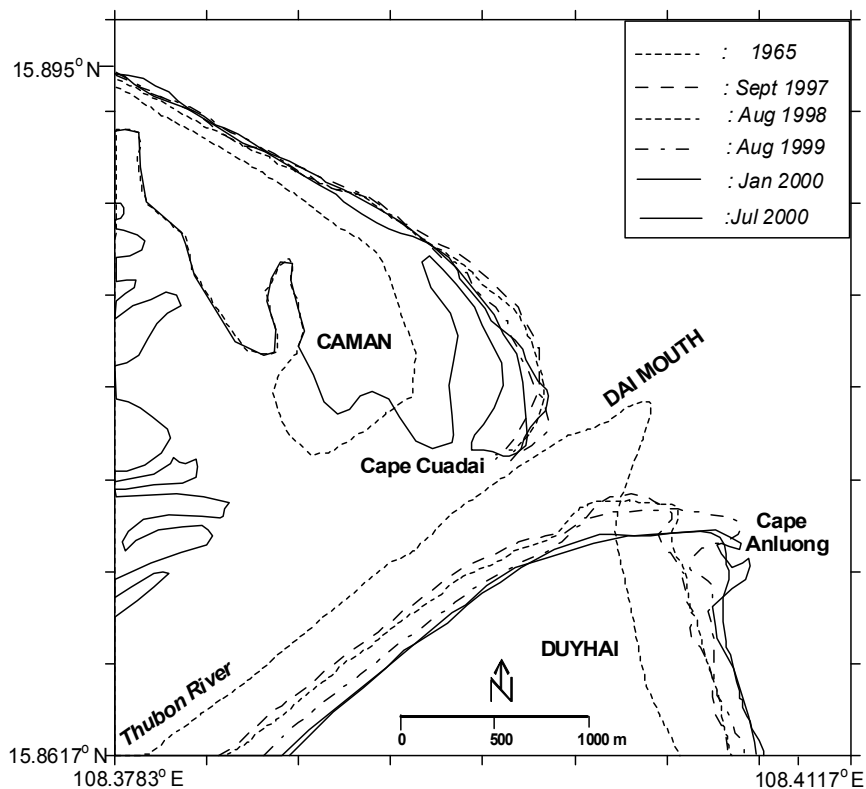 15.895° N
: 1965
: Sept 1997
: Aug 1998
: Aug 1999
: Jan 2000
:Jul 2000
CAMAN
DAI MOUTH
Cape Cuadai
Cape
Anluong
DUYHAI
Thubon River
N
0 500 1000 m
15.8617° N
108.3783° E
108.4117° E